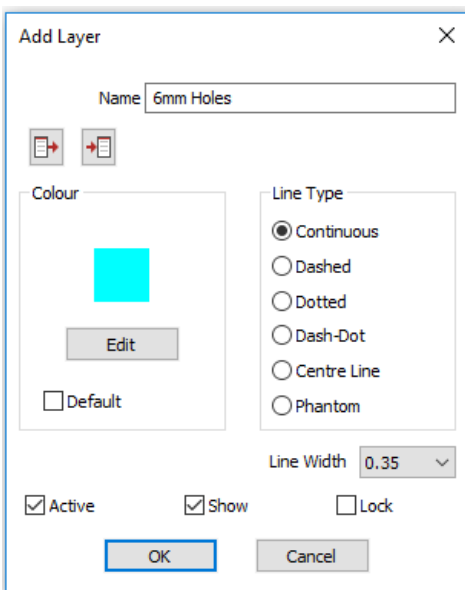 Add Layer
Name 6mm Holes
Colour
Edit
Default
Line Type
Continuous
Dashed
Dotted
Dash-Dot
Centre Line
Phantom
Line Width 0.35
Active Show Lock
OK Cancel